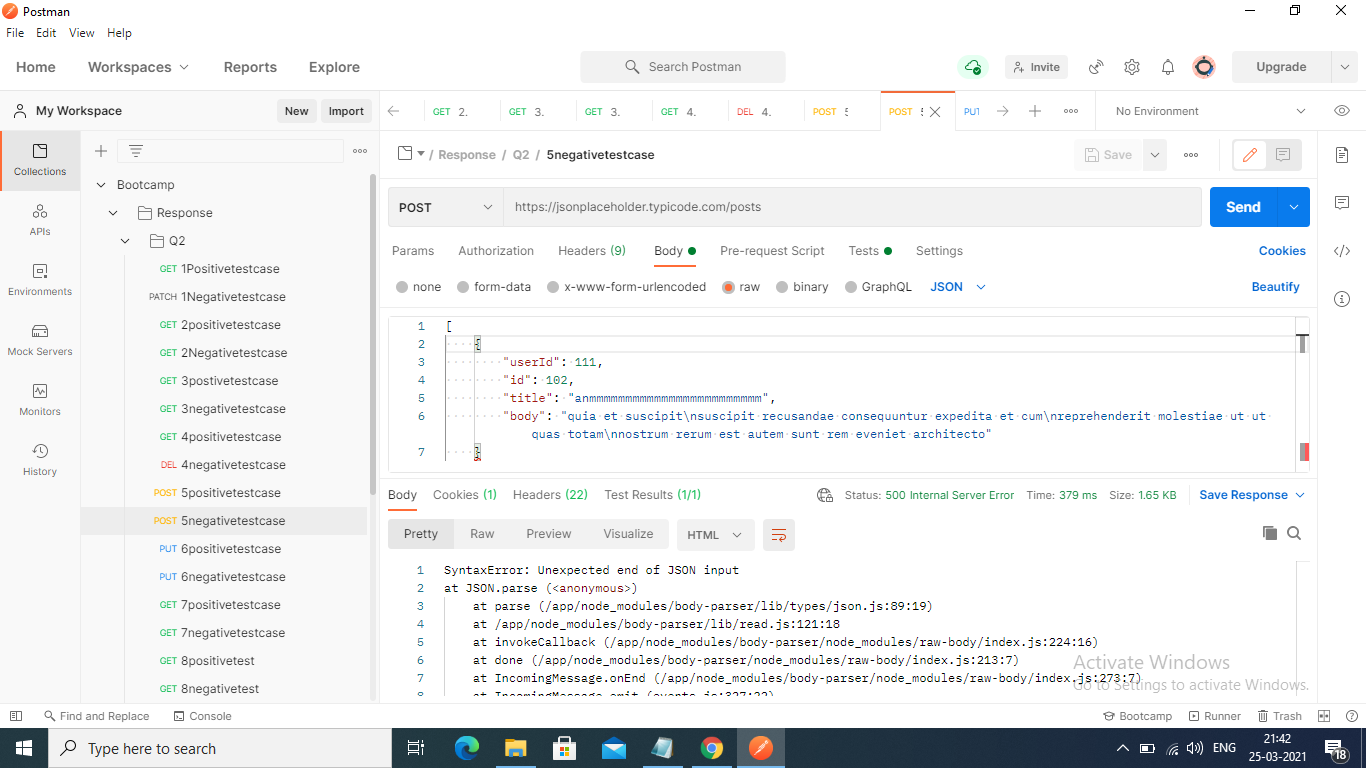 Postman
File Edit View Help
Home Workspaces Reports Explore Search Postman Invite Upgrade
My Workspace New Import GET 2. GET 3. GET 3. GET 4. DEL 4. POST POST PUT No Environment
Collections
APIs
Environments
Mock Servers
Monitors
History
Bootcamp
Response
Q2
GET 1Positivetestcase
PATCH 1Negativetestcase
GET 2positivetestcase
GET 2Negativetestcase
GET 3postivetestcase
GET 3negativetestcase
GET 4positivetestcase
DEL 4negativetestcase
POST 5positivetestcase
POST 5negativetestcase
PUT 6positivetestcase
PUT 6negativetestcase
GET 7positivetestcase
GET 7negativetestcase
GET 8positivetest
GET 8negativetest
/ Response / Q2 / 5negativetestcase Save
POST https://jsonplaceholder.typicode.com/posts Send
Params Authorization Headers (9) Body Pre-request Script Tests Settings Cookies
none form-data x-www-form-urlencoded raw binary GraphQL JSON Beautify
1 [
2 {
3 "userId": 111,
4 "id": 102,
5 "title": "anmmmmmmmmmmmmmmmmmmmmmmmm",
6 "body": "quia et suscipit\nsuscipit recusandae consequuntur expedita et cum\nreprehenderit molestiae ut ut
quas totam\nnostrum rerum est autem sunt rem eveniet architecto"
7 }
Body Cookies (1) Headers (22) Test Results (1/1) Status: 500 Internal Server Error Time: 379 ms Size: 1.65 KB Save Response
Pretty Raw Preview Visualize HTML
1 SyntaxError: Unexpected end of JSON input
2 at JSON.parse (<anonymous>)
3 at parse (/app/node_modules/body-parser/lib/types/json.js:89:19)
4 at /app/node_modules/body-parser/lib/read.js:121:18
5 at invokeCallback (/app/node_modules/body-parser/node_modules/raw-body/index.js:224:16)
6 at done (/app/node_modules/body-parser/node_modules/raw-body/index.js:213:7)
7 at IncomingMessage.onEnd (/app/node_modules/body-parser/node_modules/raw-body/index.js:273:7)
8 at IncomingMessage.emit (events.js:327:22)
Activate Windows
Go to Settings to activate Windows.
Find and Replace Console Bootcamp Runner Trash
Type here to search ENG 21:42
25-03-2021 18